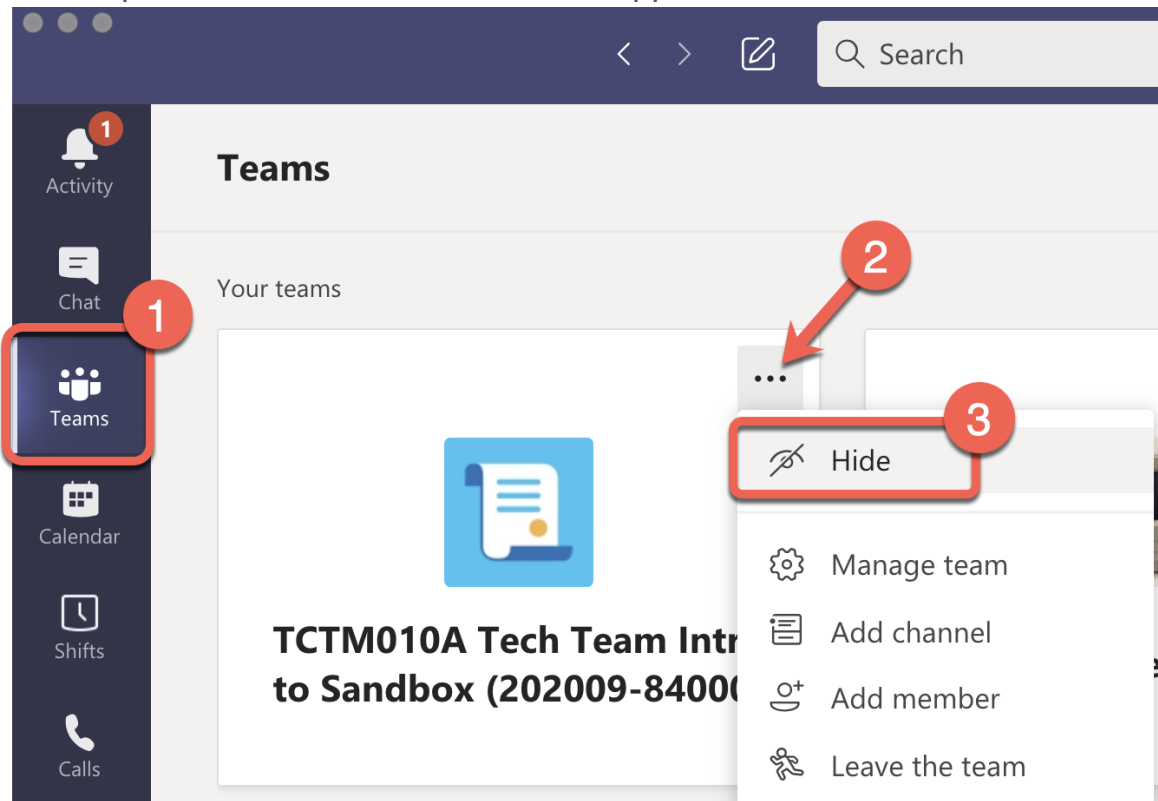 Search
1
Activity
Teams
Chat
Your teams
1
2
Teams
...
3
Hide
Calendar
Manage team
Shifts
Add channel
TCTM010A Tech Team Intr
to Sandbox (202009-8400
Add member
Calls
Leave the team